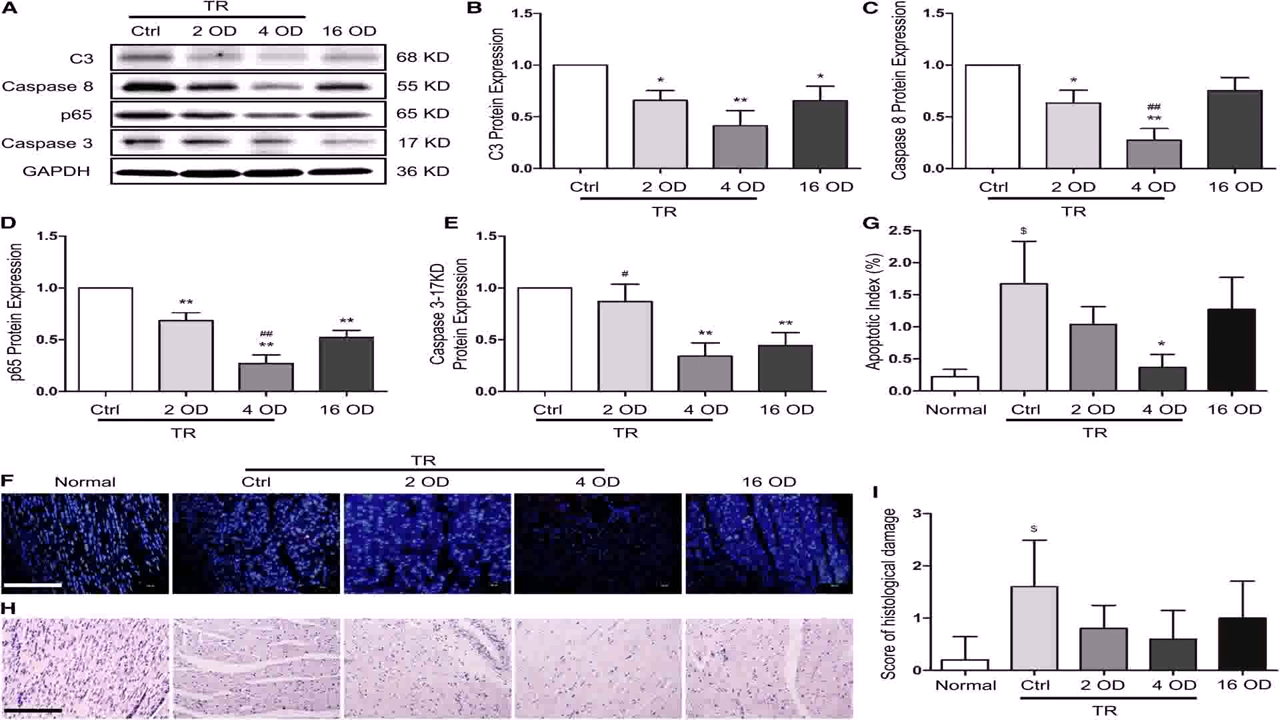 A
TR
Ctrl 2 OD 4 OD 16 OD
C3 68 KD
Caspase 8 55 KD
p65 65 KD
Caspase 3 17 KD
GAPDH 36 KD
B
C3 Protein Expression
1.5
1.0
0.5
0.0
* ** *
Ctrl 2 OD 4 OD 16 OD
TR
C
Caspase 8 Protein Expression
1.5
1.0
0.5
0.0
* ## **
Ctrl 2 OD 4 OD 16 OD
TR
D
p65 Protein Expression
1.5
1.0
0.5
0.0
** ## ** **
Ctrl 2 OD 4 OD 16 OD
TR
E
Caspase 3-17KD
Protein Expression
1.5
1.0
0.5
0.0
# ** **
Ctrl 2 OD 4 OD 16 OD
TR
G
Apoptotic Index (%)
2.5
2.0
1.5
1.0
0.5
0.0
$ *
Normal Ctrl 2 OD 4 OD 16 OD
TR
F
TR
Normal Ctrl 2 OD 4 OD 16 OD
H
I
Score of histological damage
3
2
1
0
$
Normal Ctrl 2 OD 4 OD 16 OD
TR